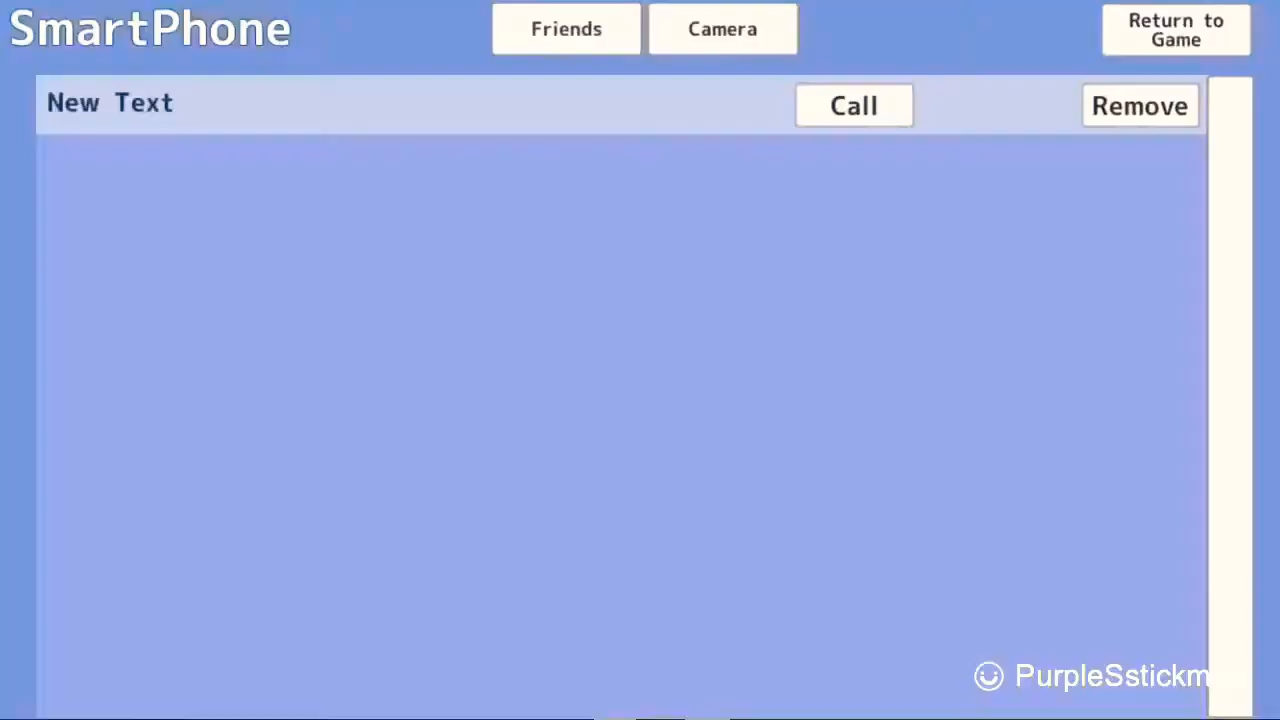 SmartPhone
Friends
Camera
Return to
Game
New Text
Call
Remove